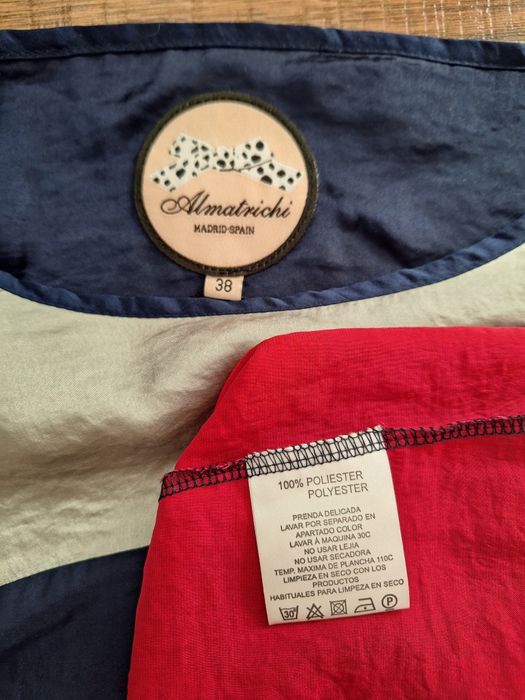 Almatrichi
MADRID-SPAIN
38
100% POLIESTER
POLYESTER
PRENDA DELICADA
LAVAR POR SEPARADO EN
APARTADO COLOR
LAVAR À MAQUINA 30C
NO USAR LEJIA
NO USAR SECADORA
TEMP, MAXIMA DE PLANCHA 110C
LIMPIEZA EN SECO CON LOS
PRODUCTOS
HABITUALES PARA LIMPIEZA EN SECO
30°
P